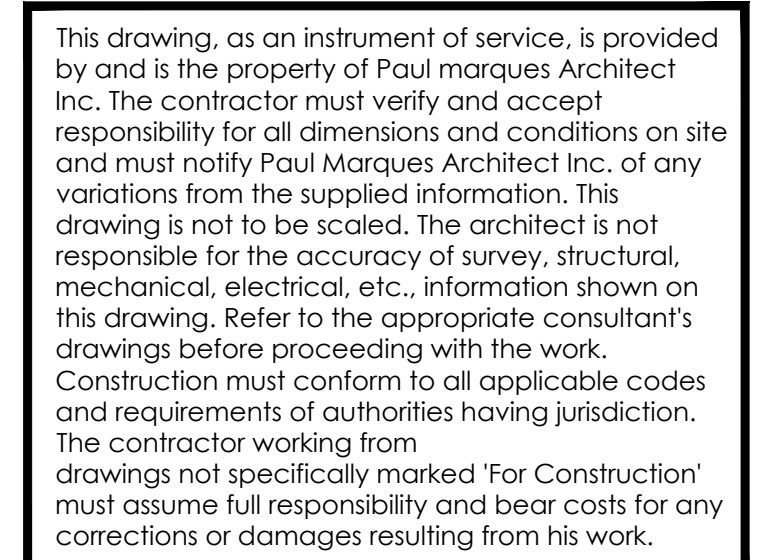 This drawing, as an instrument of service, is provided
by and is the property of Paul marques Architect
Inc. The contractor must verify and accept
responsibility for all dimensions and conditions on site
and must notify Paul Marques Architect Inc. of any
variations from the supplied information. This
drawing is not to be scaled. The architect is not
responsible for the accuracy of survey, structural,
mechanical, electrical, etc., information shown on
this drawing. Refer to the appropriate consultant's
drawings before proceeding with the work.
Construction must conform to all applicable codes
and requirements of authorities having jurisdiction.
The contractor working from
drawings not specifically marked 'For Construction'
must assume full responsibility and bear costs for any
corrections or damages resulting from his work.